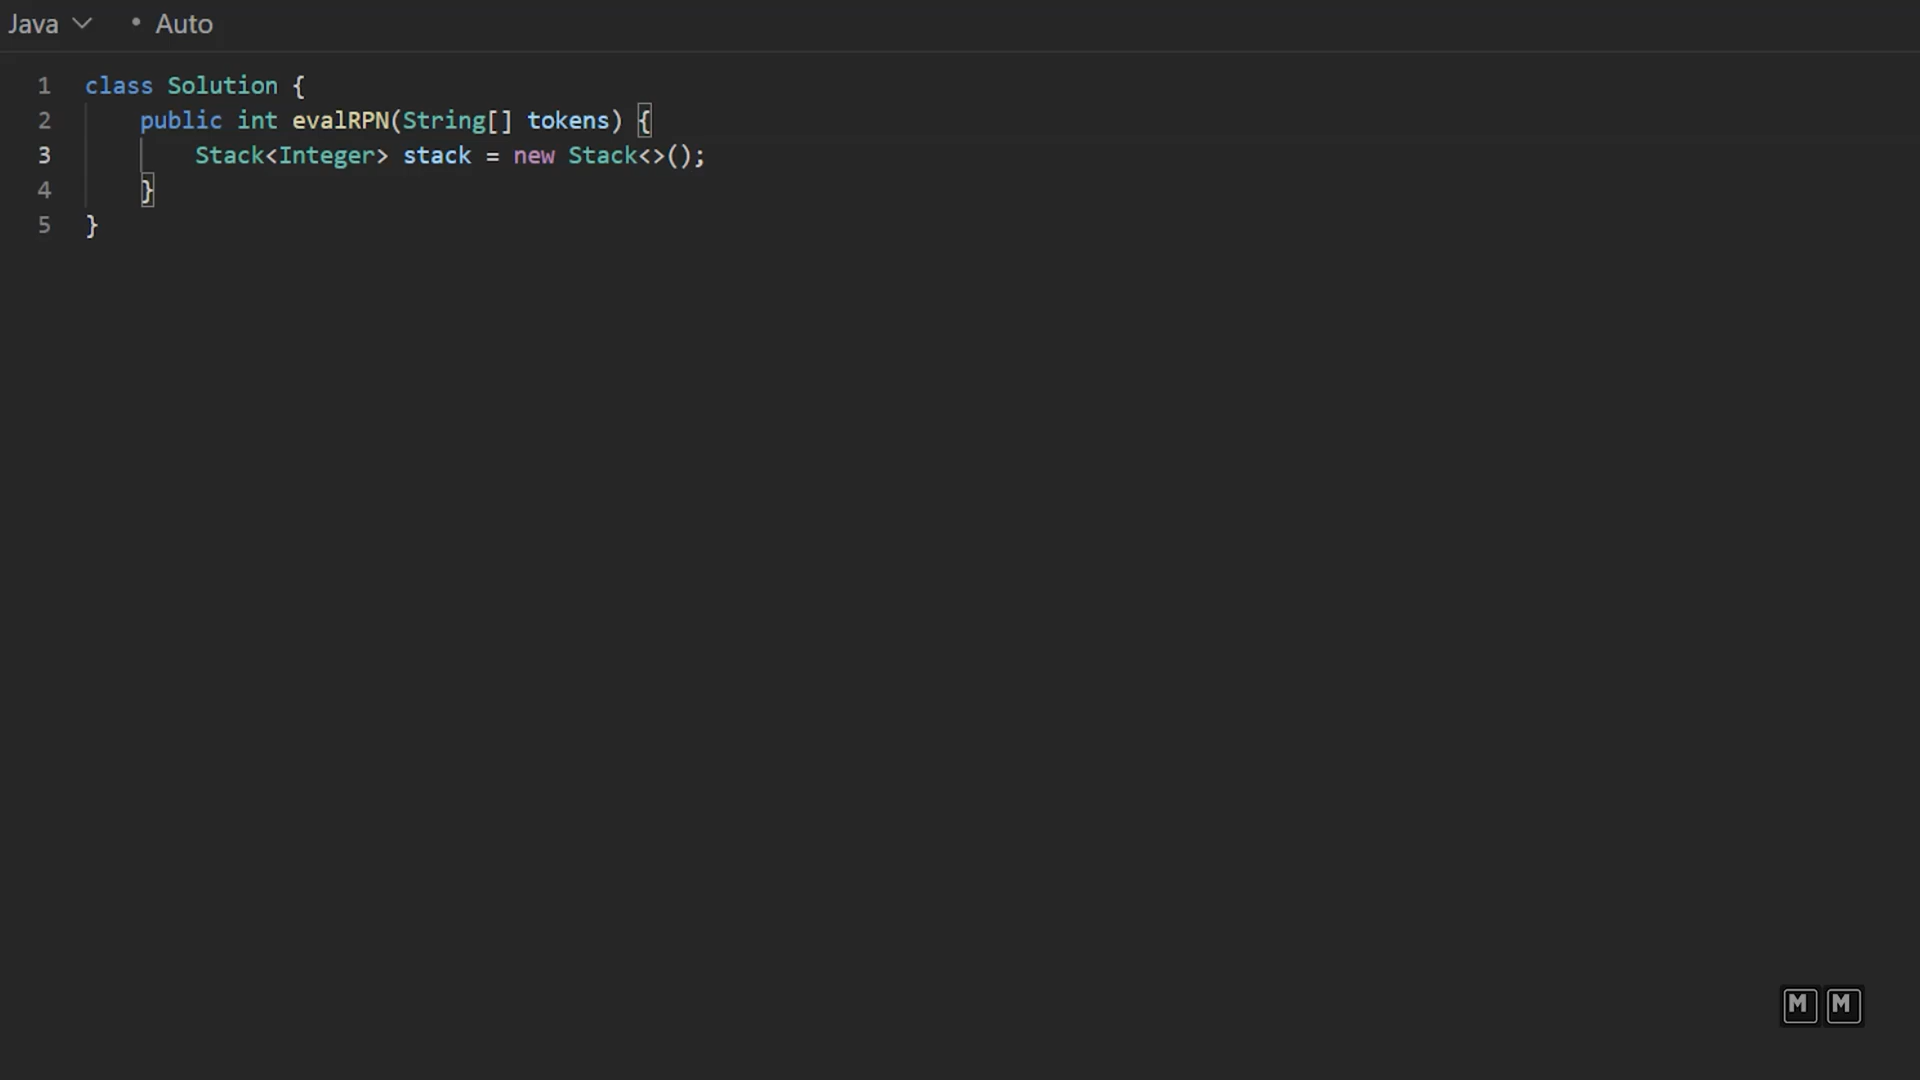 Java • Auto
1 class Solution {
2     public int evalRPN(String[] tokens) {
3         Stack<Integer> stack = new Stack<>();
4     }
5 }
M M